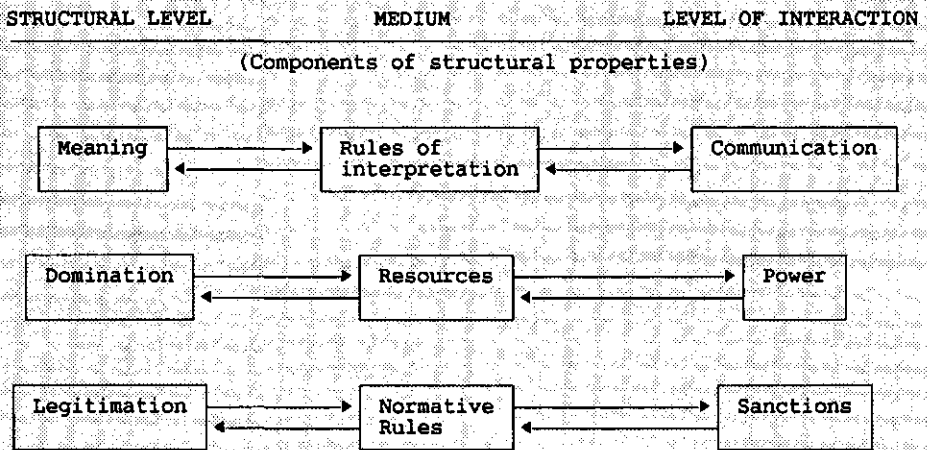 STRUCTURAL LEVEL MEDIUM LEVEL OF INTERACTION
(Components of structural properties)
Meaning Rules of Communication
interpretation
Domination Resources Power
Legitimation Normative Sanctions
Rules